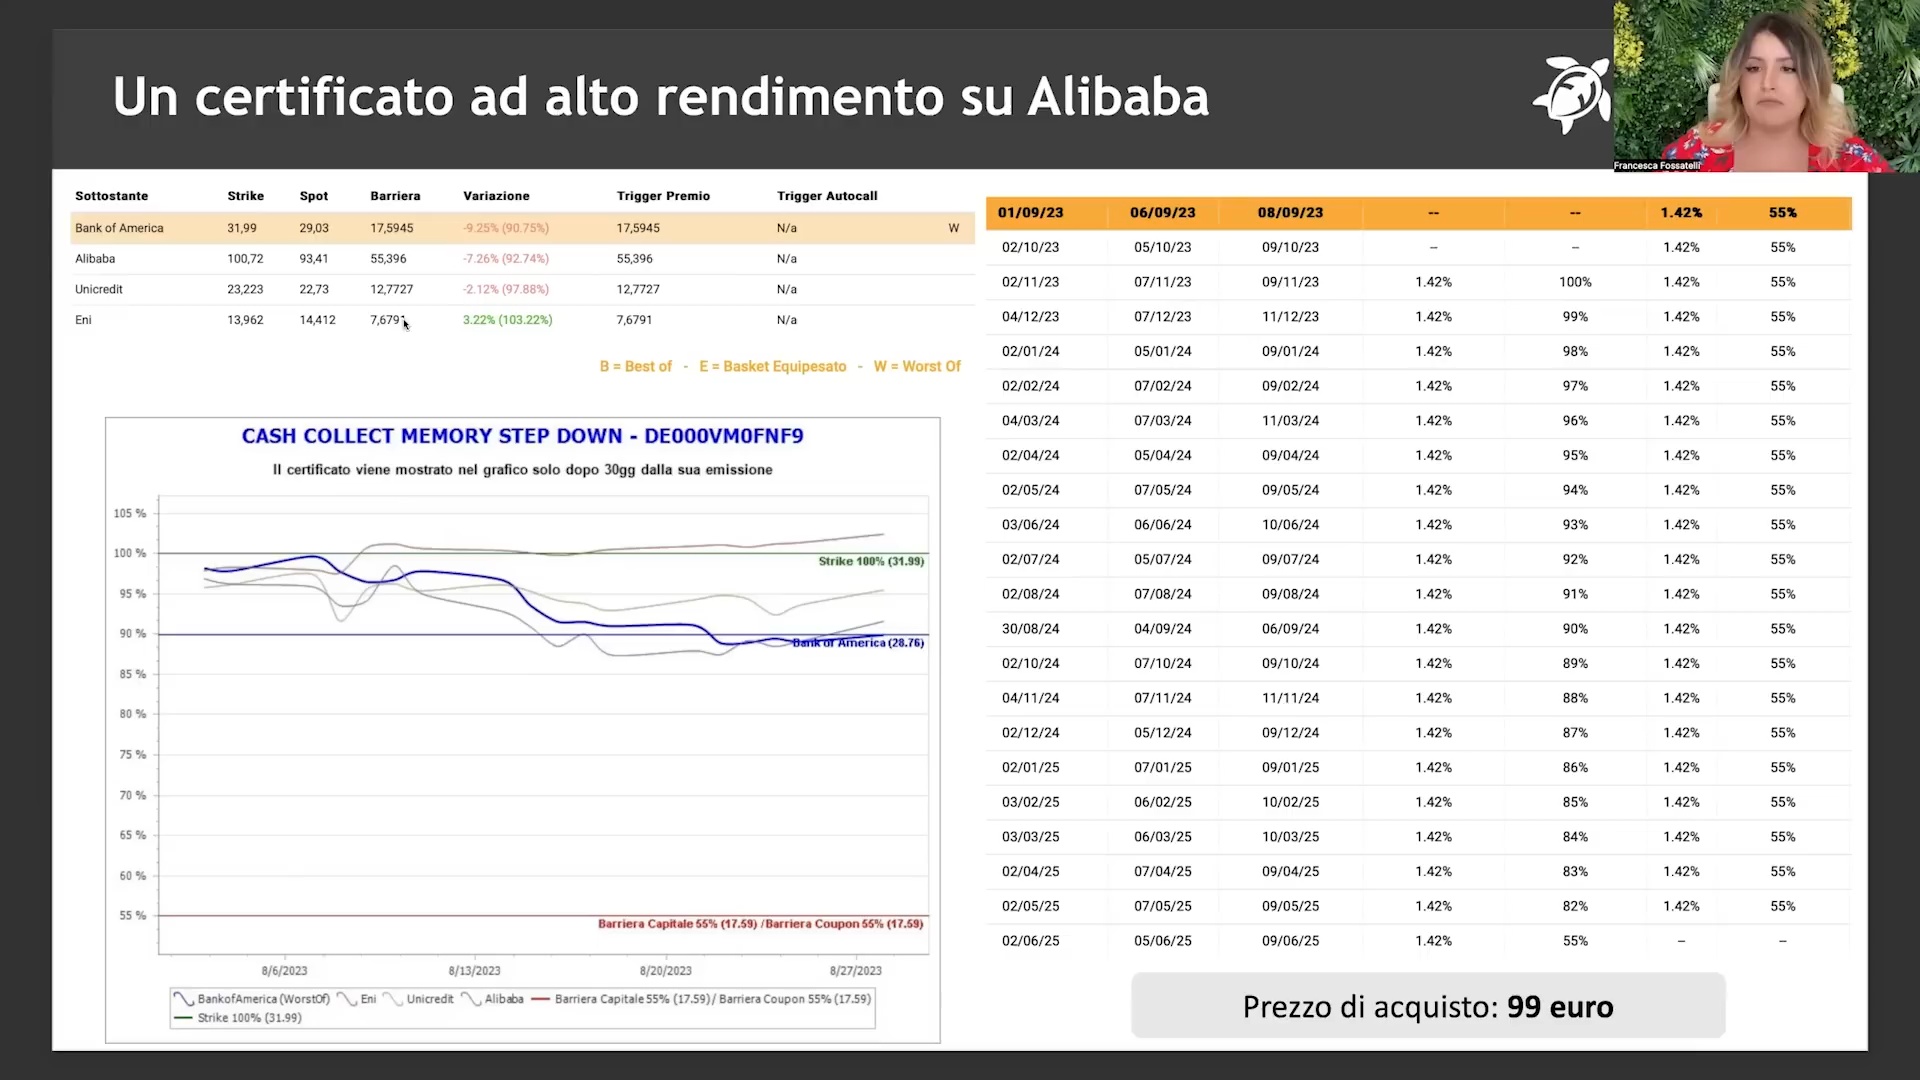 Un certificato ad alto rendimento su Alibaba
Francesca Fossatelli
Sottostante Strike Spot Barriera Variazione Trigger Premio Trigger Autocall
Bank of America 31,99 29,03 17,5945 -9.25% (90.75%) 17,5945 N/a W
Alibaba 100,72 93,41 55,396 -7.26% (92.74%) 55,396 N/a
Unicredit 23,223 22,73 12,7727 -2.12% (97.88%) 12,7727 N/a
Eni 13,962 14,412 7,6791 3.22% (103.22%) 7,6791 N/a
B = Best of - E = Basket Equipesato - W = Worst Of
CASH COLLECT MEMORY STEP DOWN - DE000VM0FNF9
Il certificato viene mostrato nel grafico solo dopo 30gg dalla sua emissione
105 %
100 %
Strike 100% (31.99)
95 %
90 %
Bank of America (28.76)
85 %
80 %
75 %
70 %
65 %
60 %
55 %
Barriera Capitale 55% (17.59) /Barriera Coupon 55% (17.59)
8/6/2023 8/13/2023 8/20/2023 8/27/2023
BankofAmerica (WorstOf) Eni Unicredit Alibaba Barriera Capitale 55% (17.59)/ Barriera Coupon 55% (17.59)
Strike 100% (31.99)
01/09/23 06/09/23 08/09/23 -- -- 1.42% 55%
02/10/23 05/10/23 09/10/23 -- -- 1.42% 55%
02/11/23 07/11/23 09/11/23 1.42% 100% 1.42% 55%
04/12/23 07/12/23 11/12/23 1.42% 99% 1.42% 55%
02/01/24 05/01/24 09/01/24 1.42% 98% 1.42% 55%
02/02/24 07/02/24 09/02/24 1.42% 97% 1.42% 55%
04/03/24 07/03/24 11/03/24 1.42% 96% 1.42% 55%
02/04/24 05/04/24 09/04/24 1.42% 95% 1.42% 55%
02/05/24 07/05/24 09/05/24 1.42% 94% 1.42% 55%
03/06/24 06/06/24 10/06/24 1.42% 93% 1.42% 55%
02/07/24 05/07/24 09/07/24 1.42% 92% 1.42% 55%
02/08/24 07/08/24 09/08/24 1.42% 91% 1.42% 55%
30/08/24 04/09/24 06/09/24 1.42% 90% 1.42% 55%
02/10/24 07/10/24 09/10/24 1.42% 89% 1.42% 55%
04/11/24 07/11/24 11/11/24 1.42% 88% 1.42% 55%
02/12/24 05/12/24 09/12/24 1.42% 87% 1.42% 55%
02/01/25 07/01/25 09/01/25 1.42% 86% 1.42% 55%
03/02/25 06/02/25 10/02/25 1.42% 85% 1.42% 55%
03/03/25 06/03/25 10/03/25 1.42% 84% 1.42% 55%
02/04/25 07/04/25 09/04/25 1.42% 83% 1.42% 55%
02/05/25 07/05/25 09/05/25 1.42% 82% 1.42% 55%
02/06/25 05/06/25 09/06/25 1.42% 55% -- --
Prezzo di acquisto: 99 euro